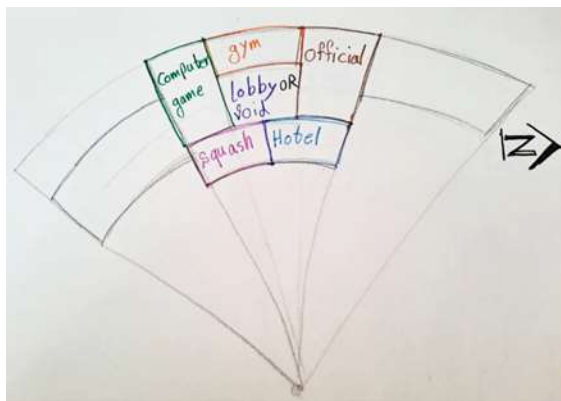 gym
official
Computer
game
lobby OR
Void
Squash
Hotel
N